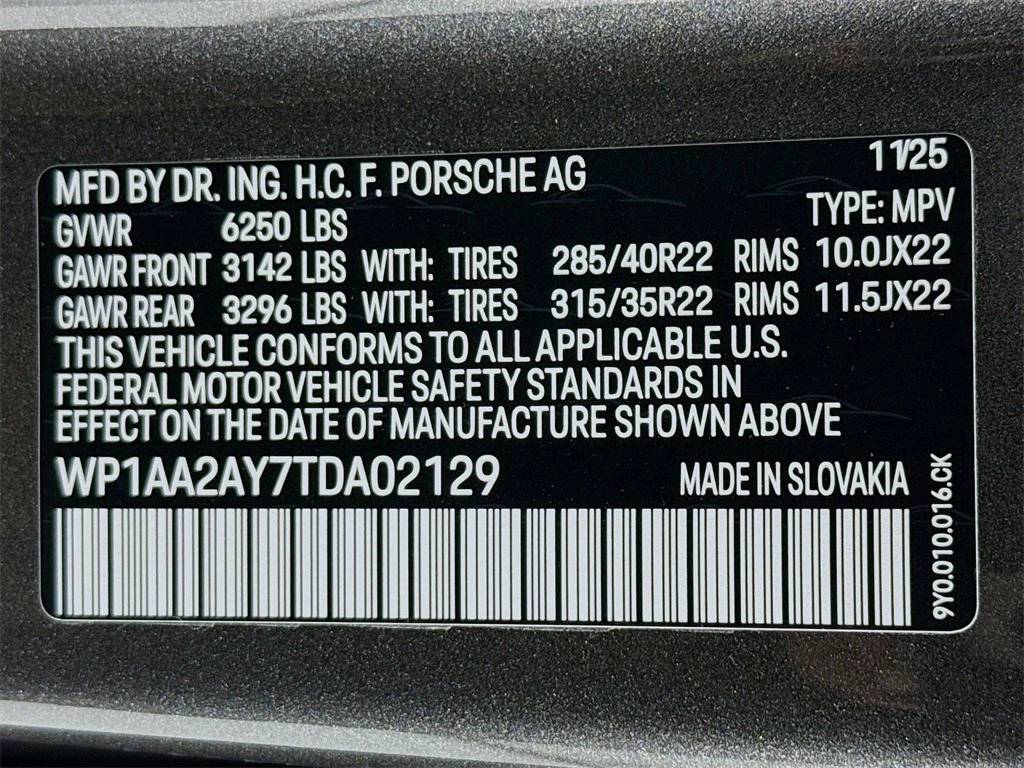 MFD BY DR. ING. H.C. F. PORSCHE AG 11/25
GVWR 6250 LBS TYPE: MPV
GAWR FRONT 3142 LBS WITH: TIRES 285/40R22 RIMS 10.0JX22
GAWR REAR 3296 LBS WITH: TIRES 315/35R22 RIMS 11.5JX22
THIS VEHICLE CONFORMS TO ALL APPLICABLE U.S.
FEDERAL MOTOR VEHICLE SAFETY STANDARDS IN
EFFECT ON THE DATE OF MANUFACTURE SHOWN ABOVE
WP1AA2AY7TDA02129 MADE IN SLOVAKIA
9Y0.010.016.CK